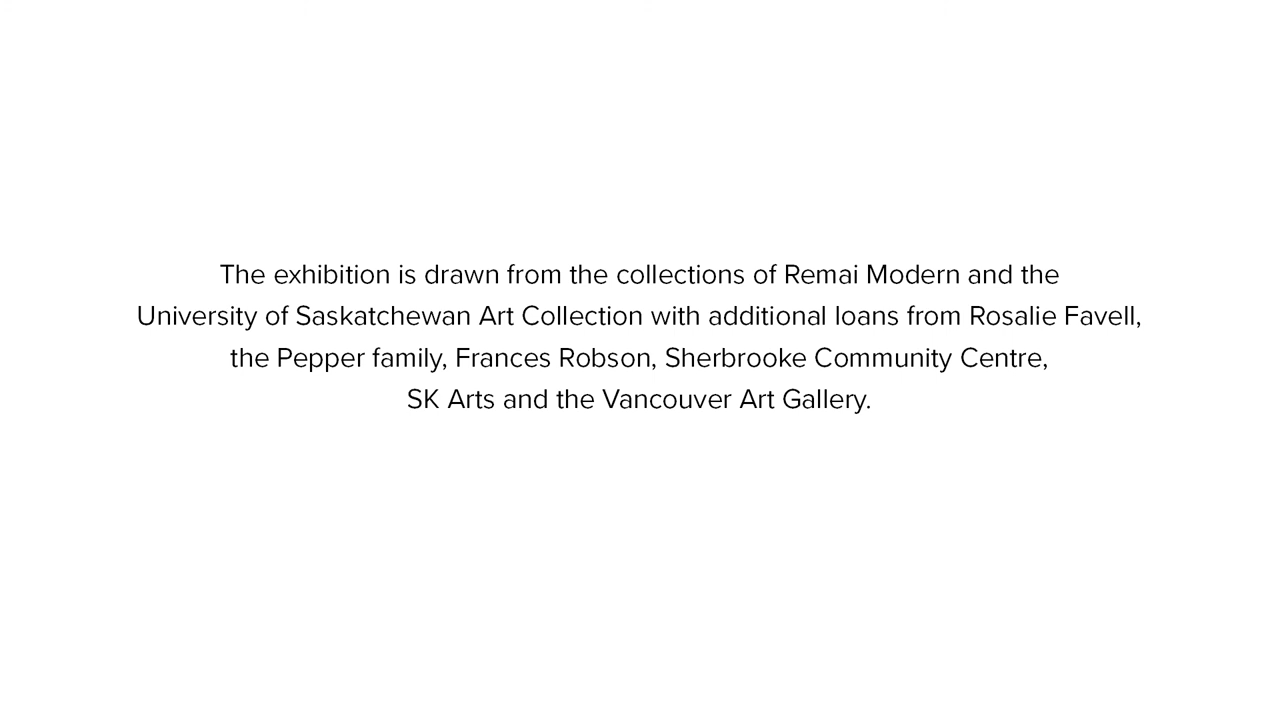 The exhibition is drawn from the collections of Remai Modern and the
University of Saskatchewan Art Collection with additional loans from Rosalie Favell,
the Pepper family, Frances Robson, Sherbrooke Community Centre,
SK Arts and the Vancouver Art Gallery.